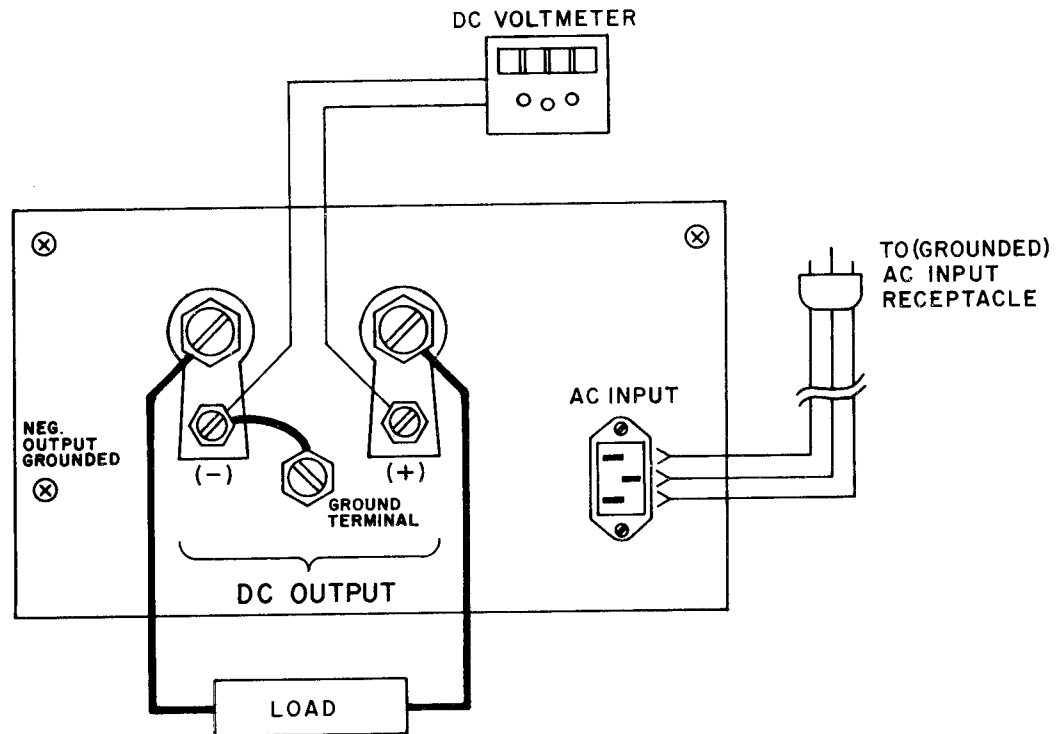 DC VOLTMETER
TO (GROUNDED)
AC INPUT
RECEPTACLE
AC INPUT
NEG.
OUTPUT
GROUNDED
(-)
(+)
GROUND
TERMINAL
DC OUTPUT
LOAD